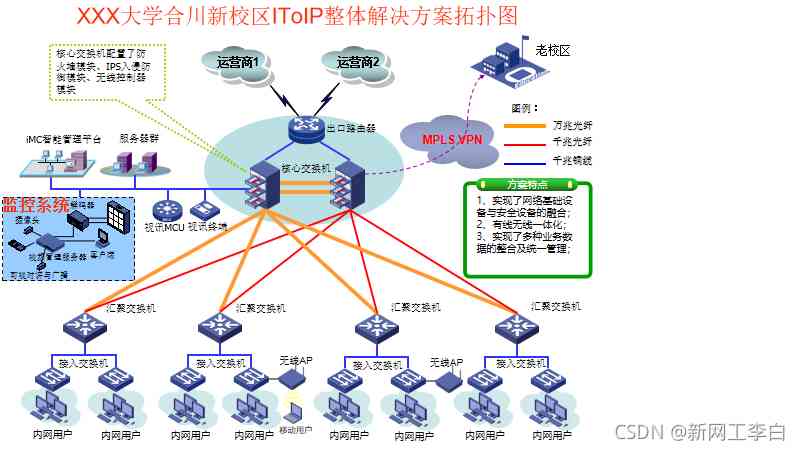 XXX大学合川新校区IToIP整体解决方案拓扑图
核心交换机配置了防
火墙模块、IPS入侵防
御模块、无线控制器
模块
运营商1
运营商2
老校区
图例：
万兆光纤
千兆光纤
千兆铜线
出口路由器
MPLS VPN
iMC智能管理平台
服务器群
核心交换机
方案特点
1、实现了网络基础设
备与安全设备的融合；
2、有线无线一体化；
3、实现了多种业务数
据的整合及统一管理；
监控系统
解码器
摄像头
视频管理服务器
客户端
视讯MCU
视讯终端
汇聚交换机
汇聚交换机
汇聚交换机
汇聚交换机
接入交换机
接入交换机
无线AP
接入交换机
无线AP
接入交换机
移动用户
内网用户
内网用户
内网用户
内网用户
内网用户
内网用户
内网用户
内网用户
CSDN @新网工李白